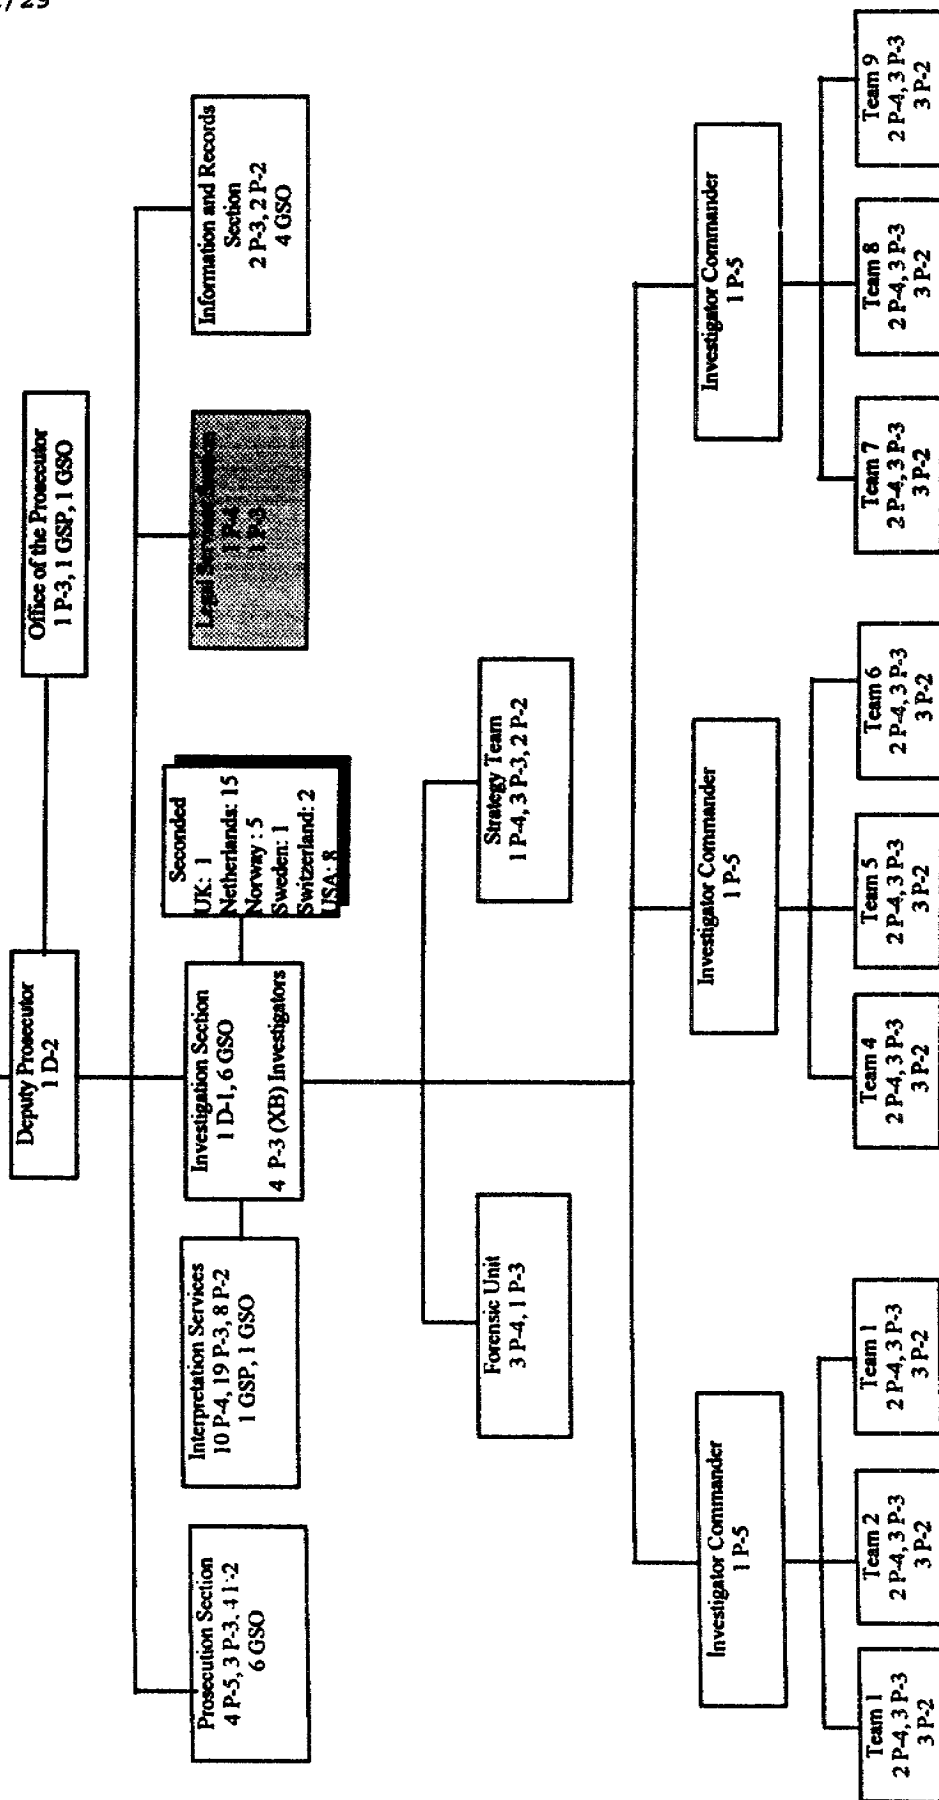 /29
Deputy Prosecutor
1 D-2
Office of the Prosecutor
1 P-3, 1 GSP, 1 GSO
Prosecution Section
4 P-5, 3 P-3, 4
6 GSO
Interpretation Services
10 P-4, 19 P-3, 8 P-2
1 GSP, 1 GSO
Investigation Section
1 D-1, 6 GSO
4 P-3 (XB) Investigators
Seconded
UK: 1
Netherlands: 15
Norway : 5
Sweden: 1
Switzerland: 2
USA: 8
Legal Services Section
1 P-4
1 P-3
Information and Records
Section
2 P-3, 2 P-2
4 GSO
Forensic Unit
3 P-4, 1 P-3
Strategy Team
1 P-4, 3 P-3, 2 P-2
Investigator Commander
1 P-5
Investigator Commander
1 P-5
Investigator Commander
1 P-5
Team 1
2 P-4, 3 P-3
3 P-2
Team 2
2 P-4, 3 P-3
3 P-2
Team 1
2 P-4, 3 P-3
3 P-2
Team 4
2 P-4, 3 P-3
3 P-2
Team 5
2 P-4, 3 P-3
3 P-2
Team 6
2 P-4, 3 P-3
3 P-2
Team 7
2 P-4, 3 P-3
3 P-2
Team 8
2 P-4, 3 P-3
3 P-2
Team 9
2 P-4, 3 P-3
3 P-2